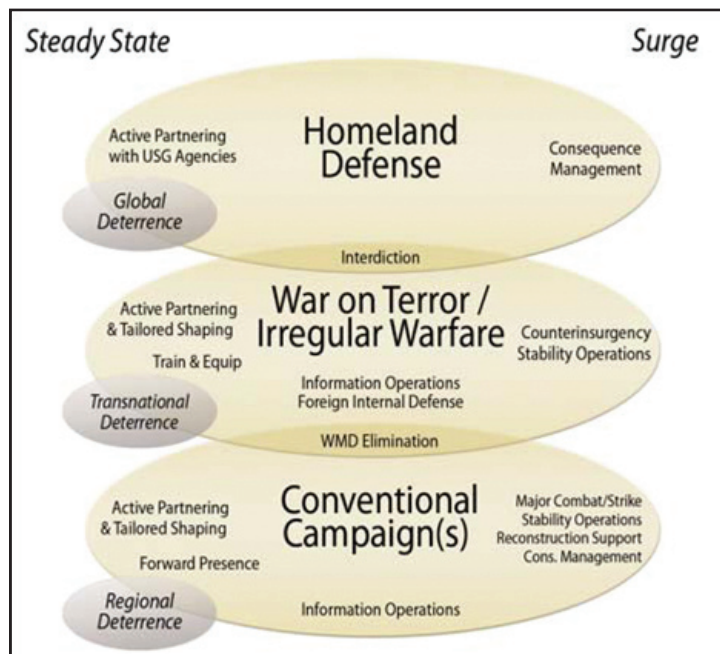 Steady State
Surge
Homeland
Defense
Active Partnering
with USG Agencies
Consequence
Management
Global
Deterrence
Interdiction
War on Terror /
Irregular Warfare
Active Partnering
& Tailored Shaping
Train & Equip
Counterinsurgency
Stability Operations
Information Operations
Foreign Internal Defense
Transnational
Deterrence
WMD Elimination
Conventional
Campaign(s)
Active Partnering
& Tailored Shaping
Forward Presence
Major Combat/Strike
Stability Operations
Reconstruction Support
Cons. Management
Regional
Deterrence
Information Operations